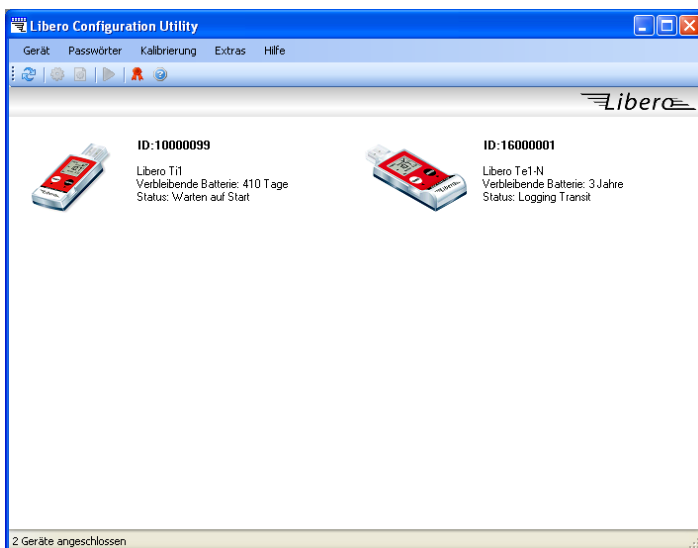 Libero Configuration Utility
Gerät Passwörter Kalibrierung Extras Hilfe
Libero
ID:10000099
Libero Ti1
Verbleibende Batterie: 410 Tage
Status: Warten auf Start
ID:16000001
Libero Te1-N
Verbleibende Batterie: 3 Jahre
Status: Logging Transit
2 Geräte angeschlossen